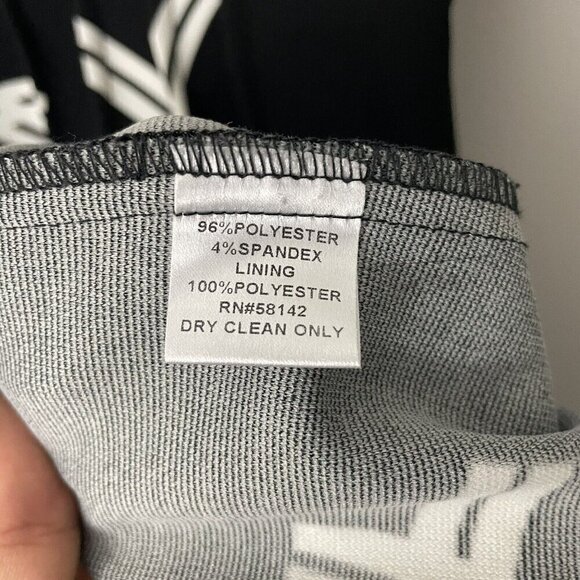 96%POLYESTER
4%SPANDEX
LINING
100%POLYESTER
RN#58142
DRY CLEAN ONLY